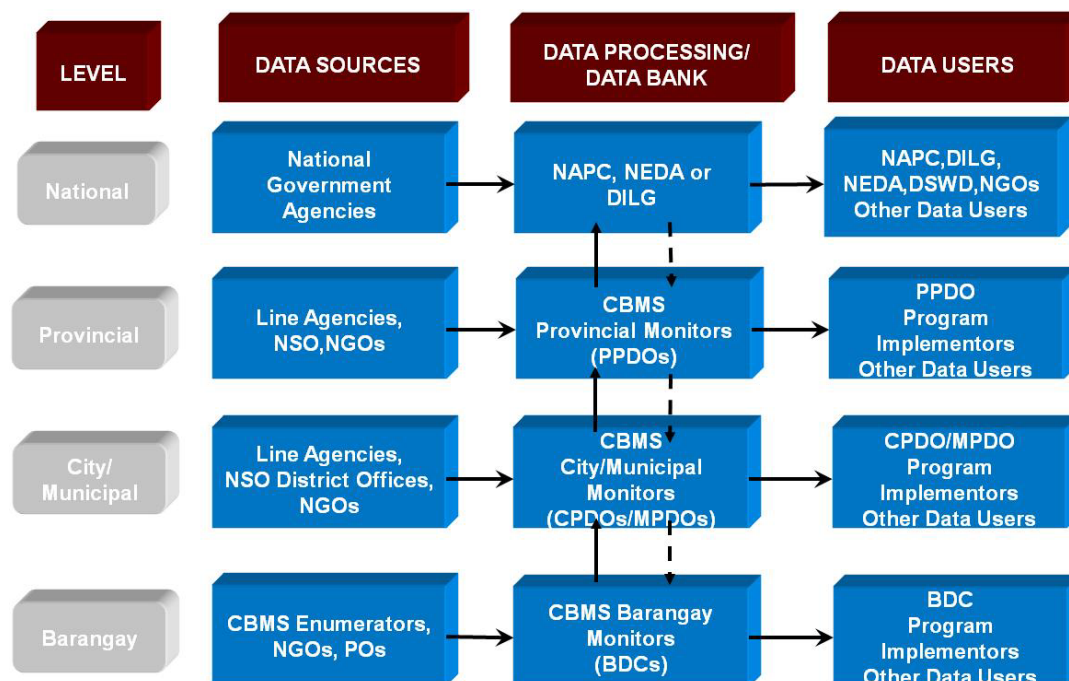 LEVEL
DATA SOURCES
DATA PROCESSING/
DATA BANK
DATA USERS
National
National
Government
Agencies
NAPC, NEDA or
DILG
NAPC,DILG,
NEDA,DSWD,NGOs
Other Data Users
Provincial
Line Agencies,
NSO,NGOs
CBMS
Provincial Monitors
(PPDOs)
PPDO
Program
Implementors
Other Data Users
City/
Municipal
Line Agencies,
NSO District Offices,
NGOs
CBMS
City/Municipal
Monitors
(CPDOs/MPDOs)
CPDO/MPDO
Program
Implementors
Other Data Users
Barangay
CBMS Enumerators,
NGOs, POs
CBMS Barangay
Monitors
(BDCs)
BDC
Program
Implementors
Other Data Users